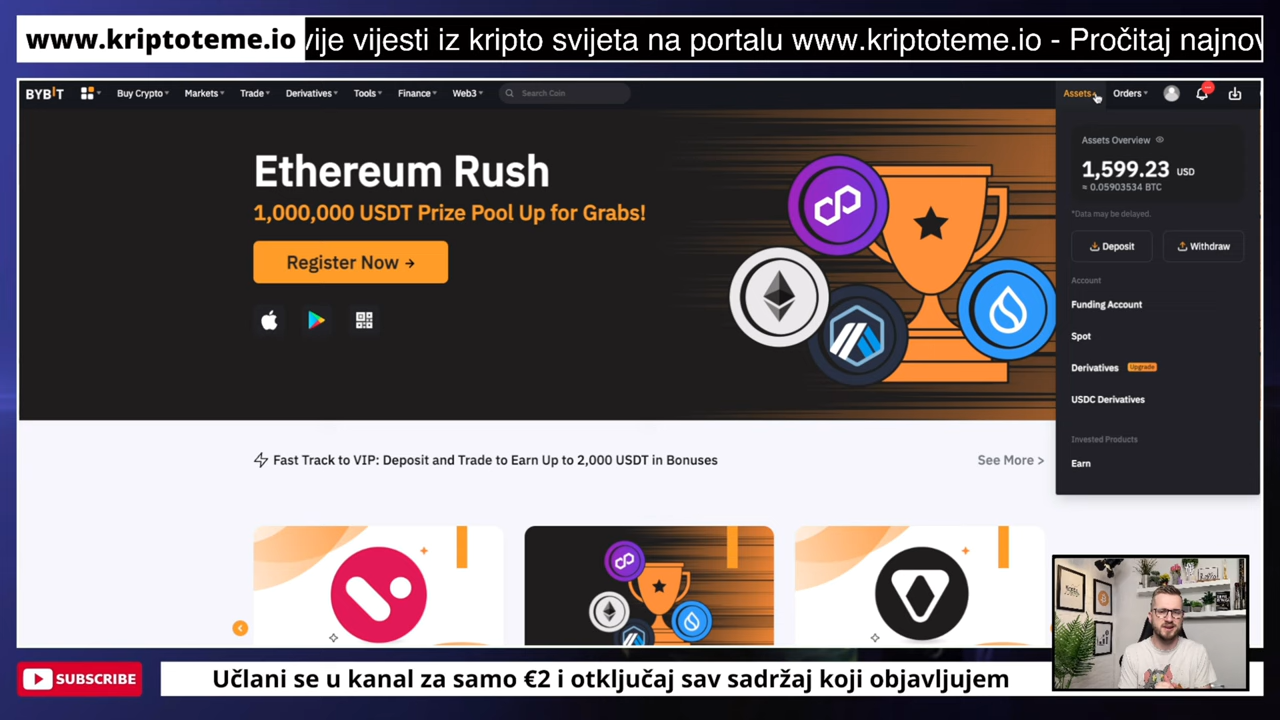 www.kriptoteme.io
vije vijesti iz kripto svijeta na portalu www.kriptoteme.io - Pročitaj najnov
BYBIT
Buy Crypto
Markets
Trade
Derivatives
Tools
Finance
Web3
Search Coin
Assets
Orders
Ethereum Rush
1,000,000 USDT Prize Pool Up for Grabs!
Register Now →
Assets Overview
1,599.23 USD
≈ 0.05903534 BTC
*Data may be delayed.
Deposit
Withdraw
Account
Funding Account
Spot
Derivatives Upgrade
USDC Derivatives
Invested Products
Earn
Fast Track to VIP: Deposit and Trade to Earn Up to 2,000 USDT in Bonuses
See More >
SUBSCRIBE
Učlani se u kanal za samo €2 i otključaj sav sadržaj koji objavljujem